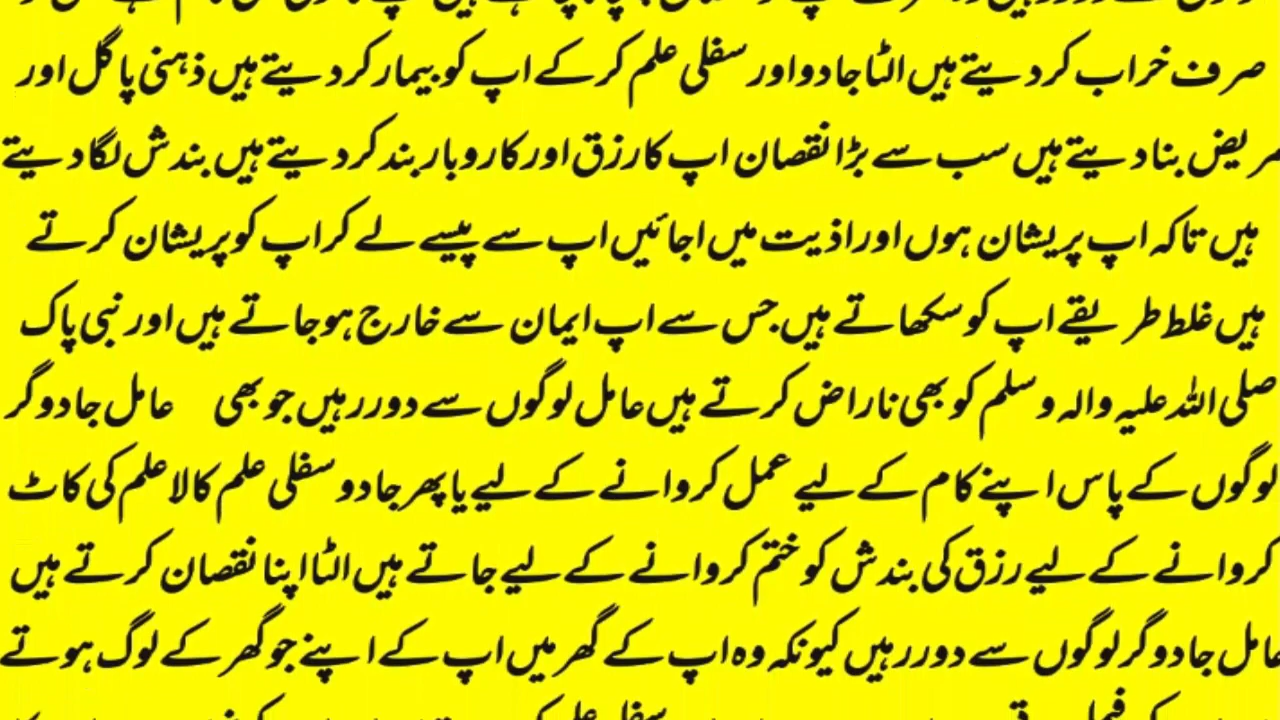 صرف خراب کر دیتے ہیں الٹا جادو اور سفلی علم کر کے اپ کو بیمار کر دیتے ہیں ذہنی پاگل اور
مریض بنا دیتے ہیں سب سے بڑا نقصان اپ کا رزق اور کاروبار بند کر دیتے ہیں بندش لگا دیتے
ہیں تاکہ اپ پریشان ہوں اور اذیت میں اجائیں اپ سے پیسے لے کر اپ کو پریشان کرتے
ہیں غلط طریقے اپ کو سکھاتے ہیں جس سے اپ ایمان سے خارج ہو جاتے ہیں اور نبی پاک
صلی اللہ علیہ والہ وسلم کو بھی ناراض کرتے ہیں عامل لوگوں سے دور رہیں جو بھی عامل جادوگر
لوگوں کے پاس اپنے کام کے لیے عمل کروانے کے لیے یا پھر جادو سفلی علم کالا علم کی کاٹ
کروانے کے لیے رزق کی بندش کو ختم کروانے کے لیے جاتے ہیں الٹا اپنا نقصان کرتے ہیں
عامل جادوگر لوگوں سے دور رہیں کیونکہ وہ اپ کے گھر میں اپ کے اپنے جو گھر کے لوگ ہوتے